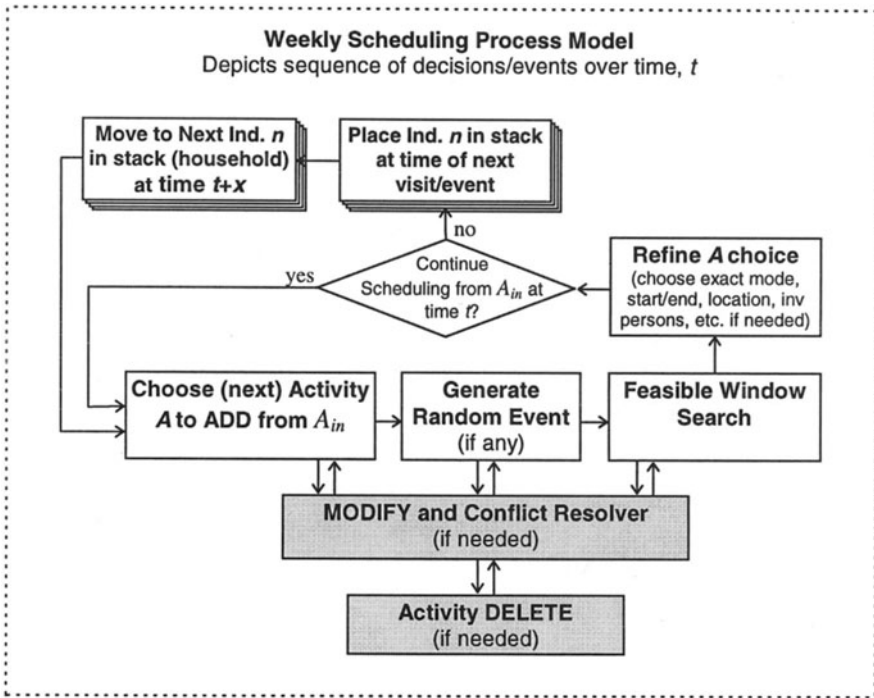 Weekly Scheduling Process Model
Depicts sequence of decisions/events over time, t
Move to Next Ind. n
in stack (household)
at time t+x
Place Ind. n in stack
at time of next
visit/event
no
yes
Continue
Scheduling from A_in at
time t?
Refine A choice
(choose exact mode,
start/end, location, inv
persons, etc. if needed)
Choose (next) Activity
A to ADD from A_in
Generate
Random Event
(if any)
Feasible Window
Search
MODIFY and Conflict Resolver
(if needed)
Activity DELETE
(if needed)